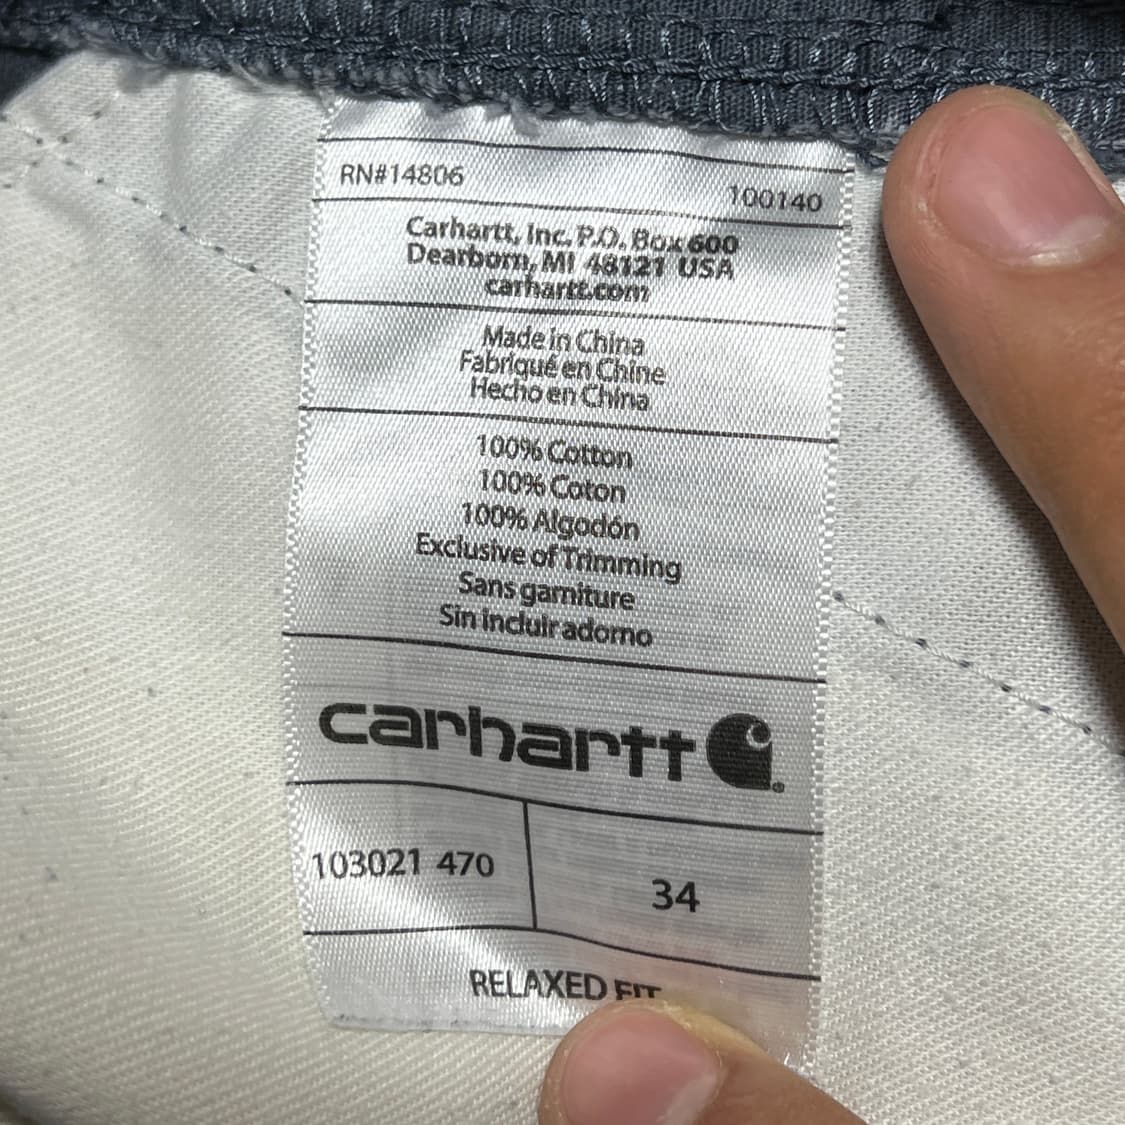 RN#14806
100140
Carhartt, Inc. P.O. Box 600
Dearborn, MI 48121 USA
carhartt.com
Made in China
Fabriqué en Chine
Hecho en China
100% Cotton
100% Coton
100% Algodón
Exclusive of Trimming
Sans garniture
Sin incluir adorno
carhartt
103021 470
34
RELAXED FIT